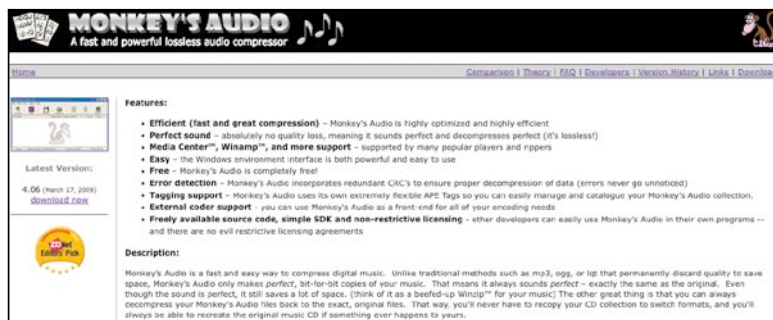 MONKEY'S AUDIO
A fast and powerful lossless audio compressor
Home
Comparison | Theory | FAQ | Developers | Version History | Links | Download
Features:
• Efficient (fast and great compression) – Monkey's Audio is highly optimized and highly efficient
• Perfect sound – absolutely no quality loss, meaning it sounds perfect and decompresses perfect (it's lossless!)
• Media Center™, Winamp™, and more support – supported by many popular players and rippers
• Easy – the Windows environment interface is both powerful and easy to use
• Free – Monkey's Audio is completely free!
• Error detection – Monkey's Audio incorporates redundant CRC's to ensure proper decompression of data (errors never go unnoticed)
• Tagging support – Monkey's Audio uses its own extremely flexible APE Tags so you can easily manage and catalogue your Monkey's Audio collection.
• External coder support - you can use Monkey's Audio as a front-end for all of your encoding needs
• Freely available source code, simple SDK and non-restrictive licensing – other developers can easily use Monkey's Audio in their own programs --
and there are no evil restrictive licensing agreements
Latest Version:
4.06 (March 17, 2009)
download now
ZDNet
Editors' Pick
Description:
Monkey's Audio is a fast and easy way to compress digital music. Unlike traditional methods such as mp3, ogg, or lqt that permanently discard quality to save
space, Monkey's Audio only makes perfect, bit-for-bit copies of your music. That means it always sounds perfect – exactly the same as the original. Even
though the sound is perfect, it still saves a lot of space. (think of it as a beefed-up Winzip™ for your music) The other great thing is that you can always
decompress your Monkey's Audio files back to the exact, original files. That way, you'll never have to recopy your CD collection to switch formats, and you'll
always be able to recreate the original music CD if something ever happens to yours.